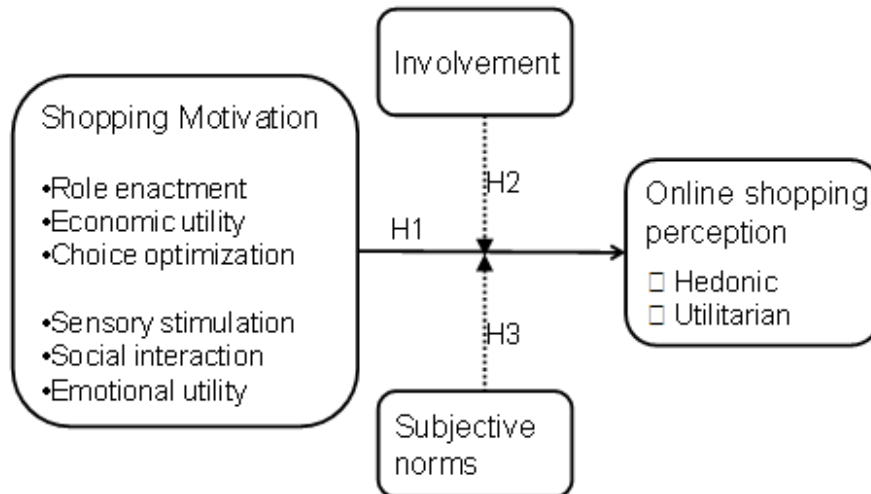 Involvement
Shopping Motivation
•Role enactment
•Economic utility
•Choice optimization
•Sensory stimulation
•Social interaction
•Emotional utility
H1
H2
H3
Online shopping
perception
□ Hedonic
□ Utilitarian
Subjective
norms